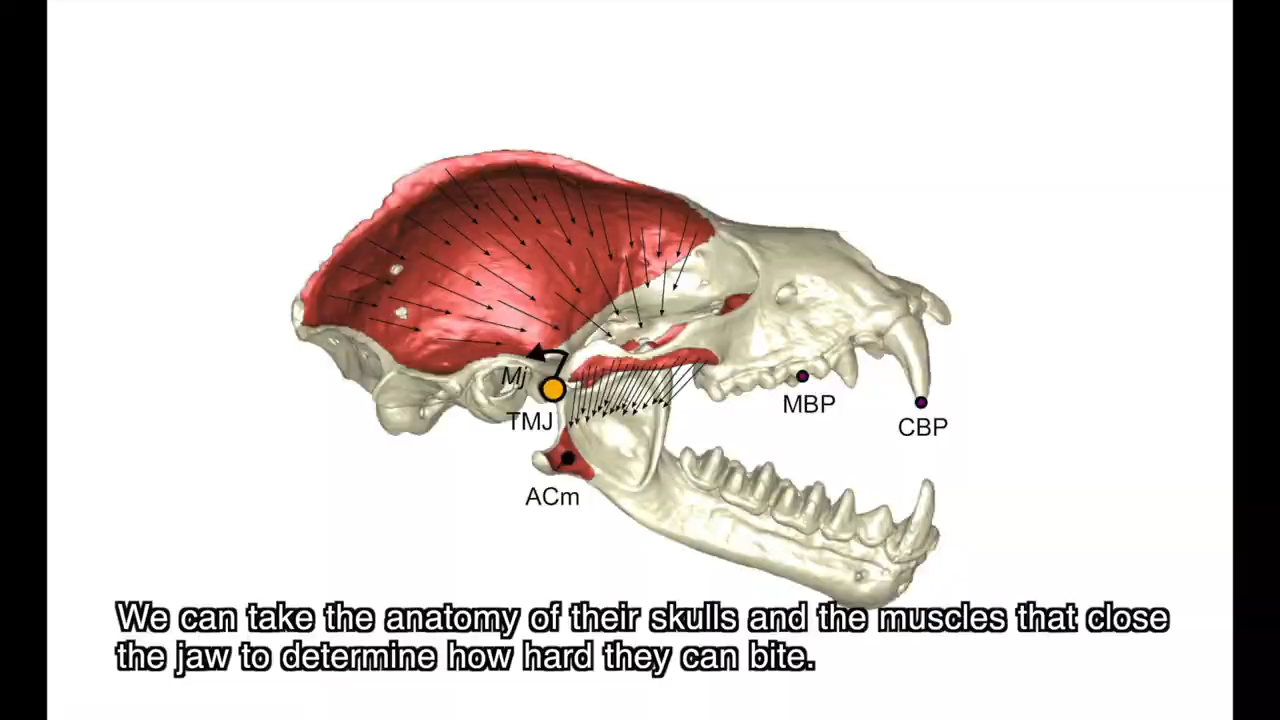 Mj
TMJ
MBP
CBP
ACm
We can take the anatomy of their skulls and the muscles that close
the jaw to determine how hard they can bite.